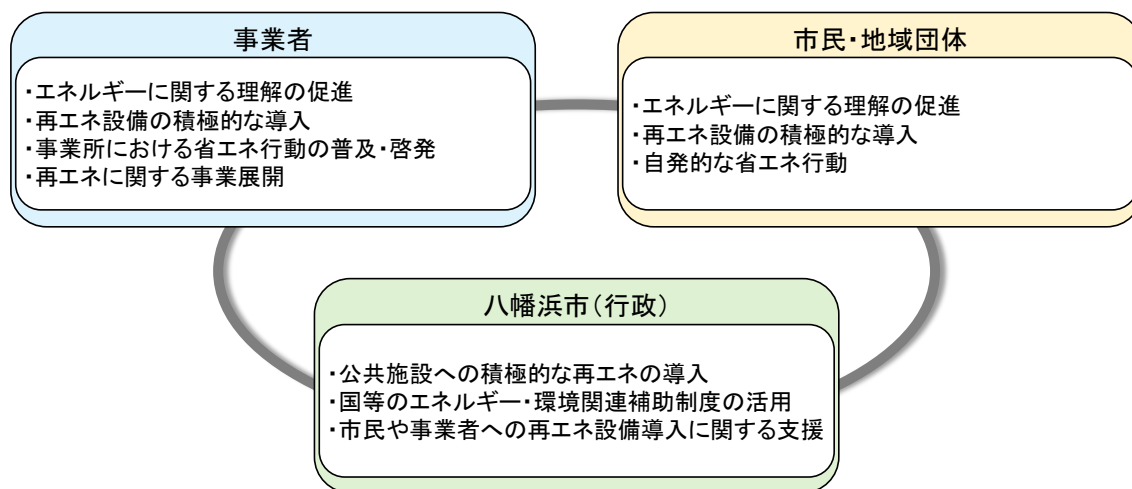 事業者
・エネルギーに関する理解の促進
・再エネ設備の積極的な導入
・事業所における省エネ行動の普及・啓発
・再エネに関する事業展開
市民・地域団体
・エネルギーに関する理解の促進
・再エネ設備の積極的な導入
・自発的な省エネ行動
八幡浜市（行政）
・公共施設への積極的な再エネの導入
・国等のエネルギー・環境関連補助制度の活用
・市民や事業者への再エネ設備導入に関する支援